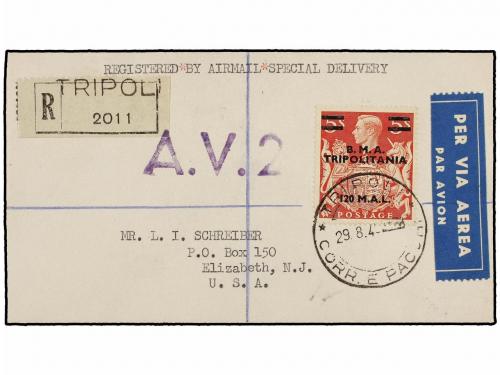 REGISTERED*BY AIRMAIL*SPECIAL DELIVERY
R
TRIPOLI
2011
A.V.2
B. M. A.
TRIPOLITANIA
120 M.A.L.
POSTAGE
TRIPOLI
29.8.4
CORR. E PACCHI
PER VIA AEREA
PAR AVION
MR. L. I. SCHREIBER
P.O. Box 150
Elizabeth, N.J.
U. S. A.